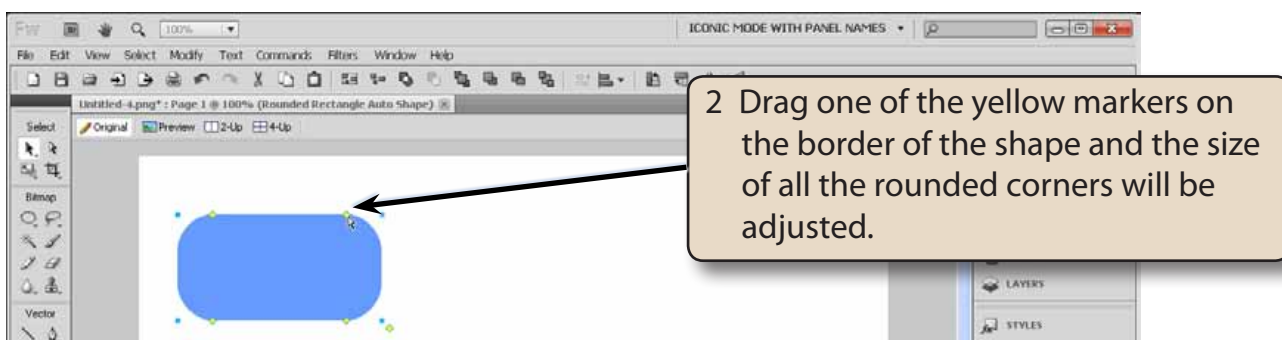 Fw 100% ICONIC MODE WITH PANEL NAMES
File Edit View Select Modify Text Commands Filters Window Help
Untitled-4.png* : Page 1 @ 100% (Rounded Rectangle Auto Shape)
Select Original Preview 2-Up 4-Up
Bitmap
Vector
2 Drag one of the yellow markers on
the border of the shape and the size
of all the rounded corners will be
adjusted.
LAYERS
STYLES